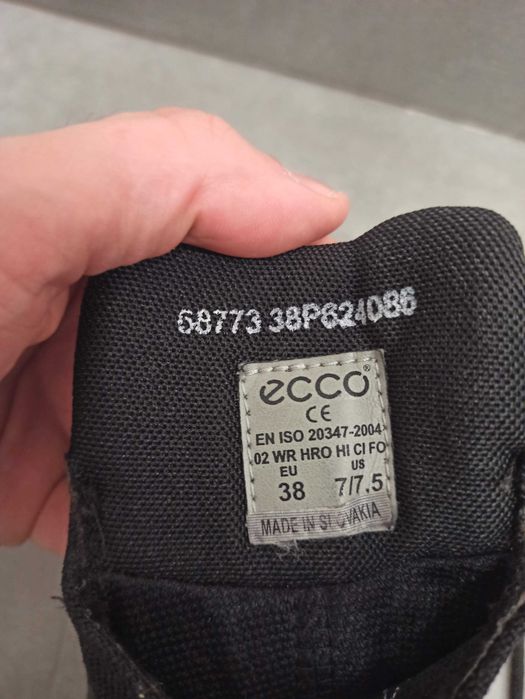 68773 38P624086
ecco®
CE
EN ISO 20347-2004
02 WR HRO HI CI FO
EU US
38 7/7,5
MADE IN SLOVAKIA